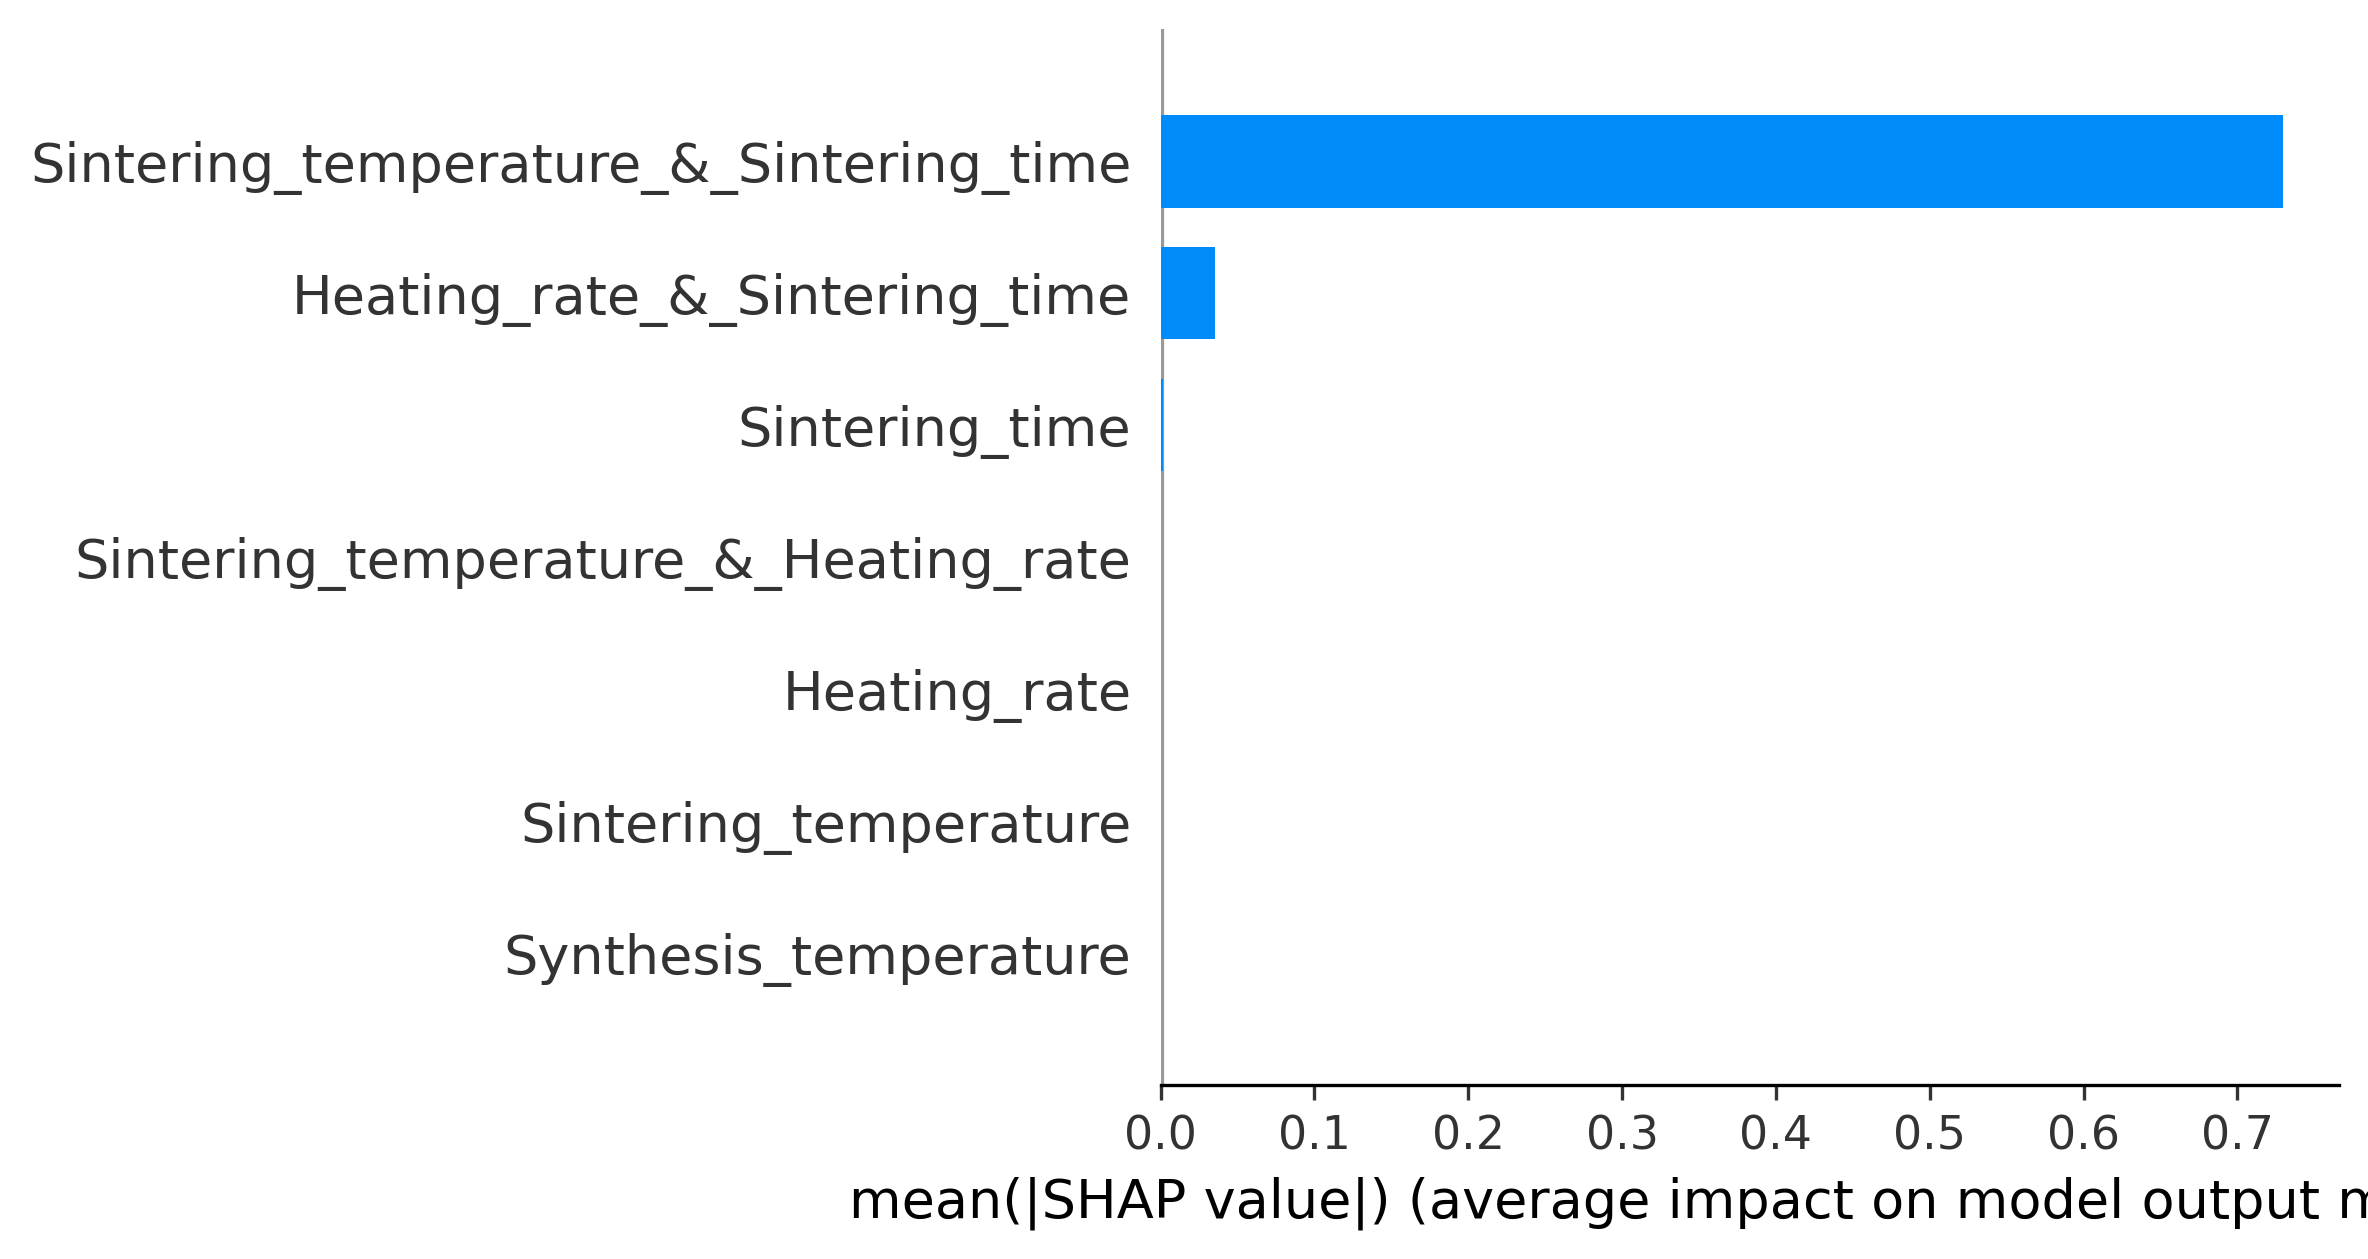 Sintering_temperature_&_Sintering_time
Heating_rate_&_Sintering_time
Sintering_time
Sintering_temperature_&_Heating_rate
Heating_rate
Sintering_temperature
Synthesis_temperature
0.0 0.1 0.2 0.3 0.4 0.5 0.6 0.7
mean(|SHAP value|) (average impact on model output